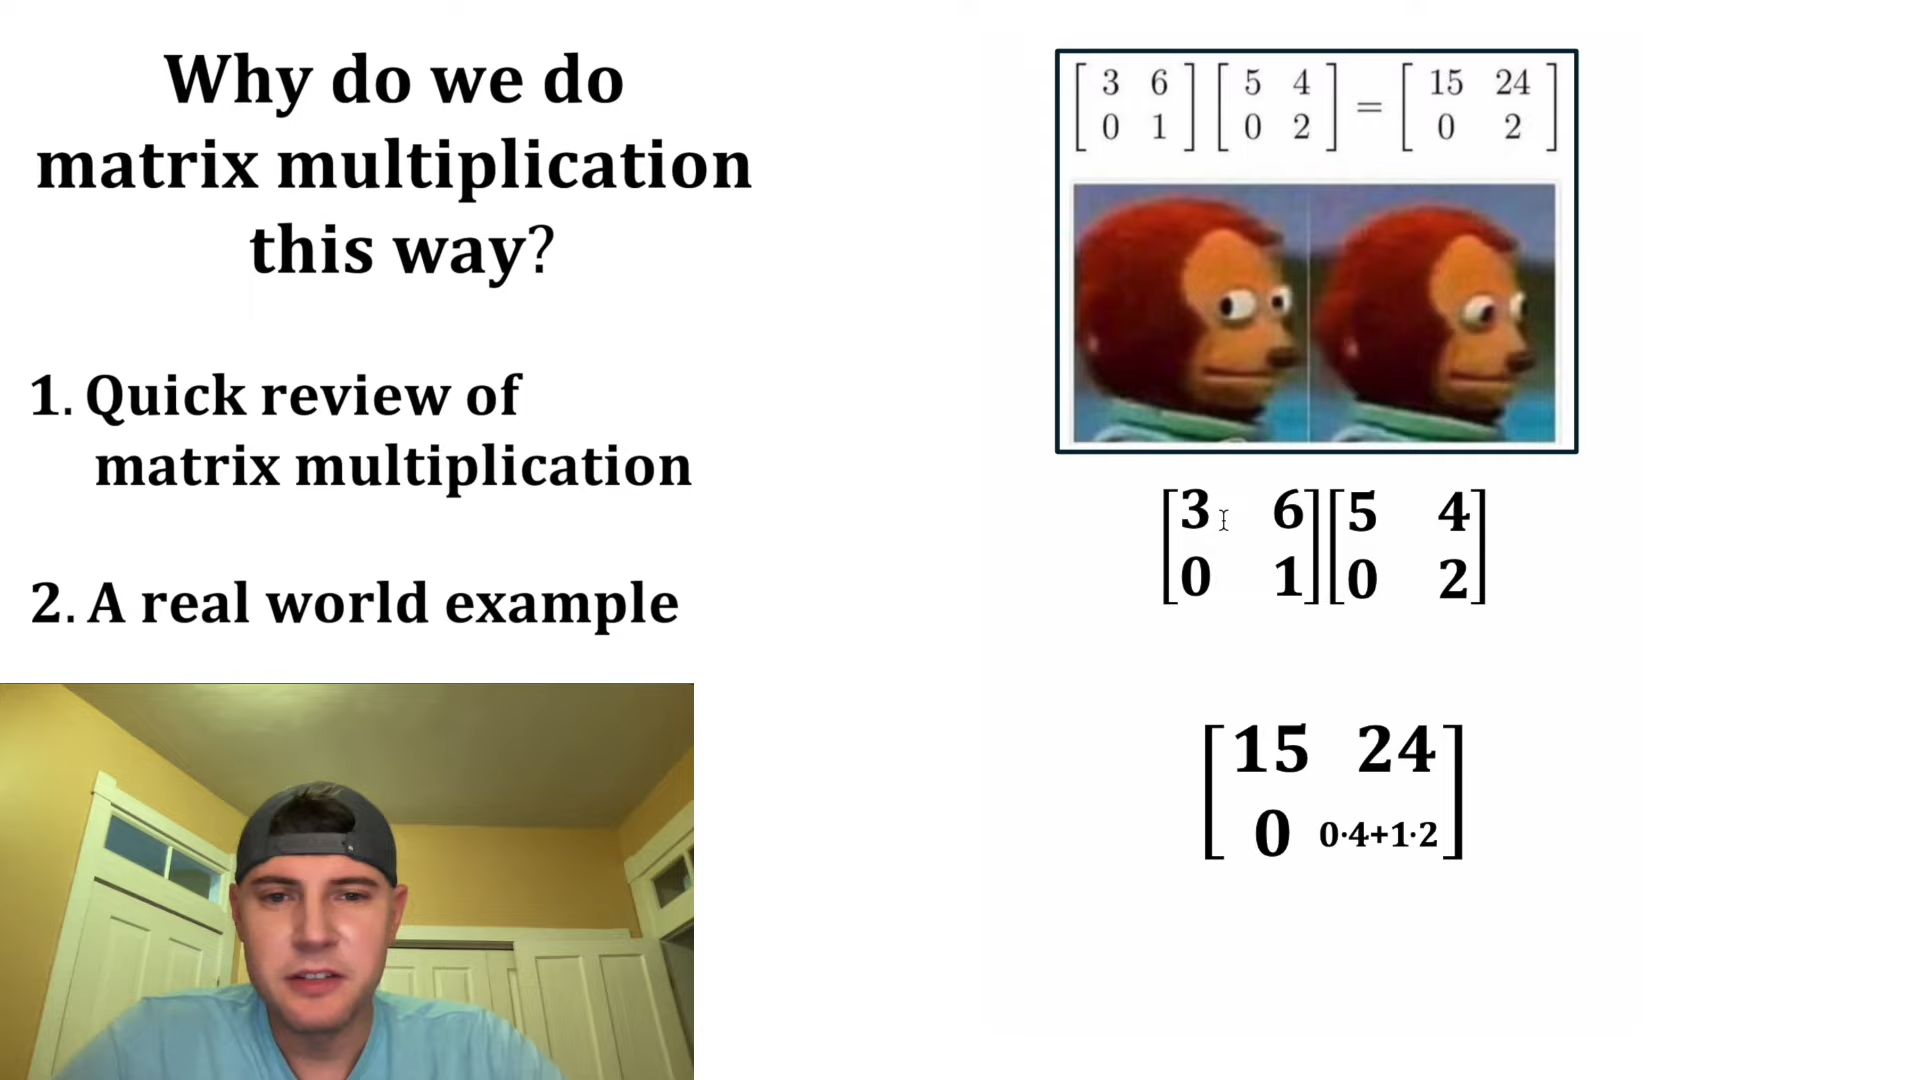 Why do we do
matrix multiplication
this way?
1. Quick review of
matrix multiplication
2. A real world example
[3 6] [5 4] = [15 24]
[0 1] [0 2] [0 2]
[3 6] [5 4]
[0 1] [0 2]
[15 24]
[0 0·4+1·2]